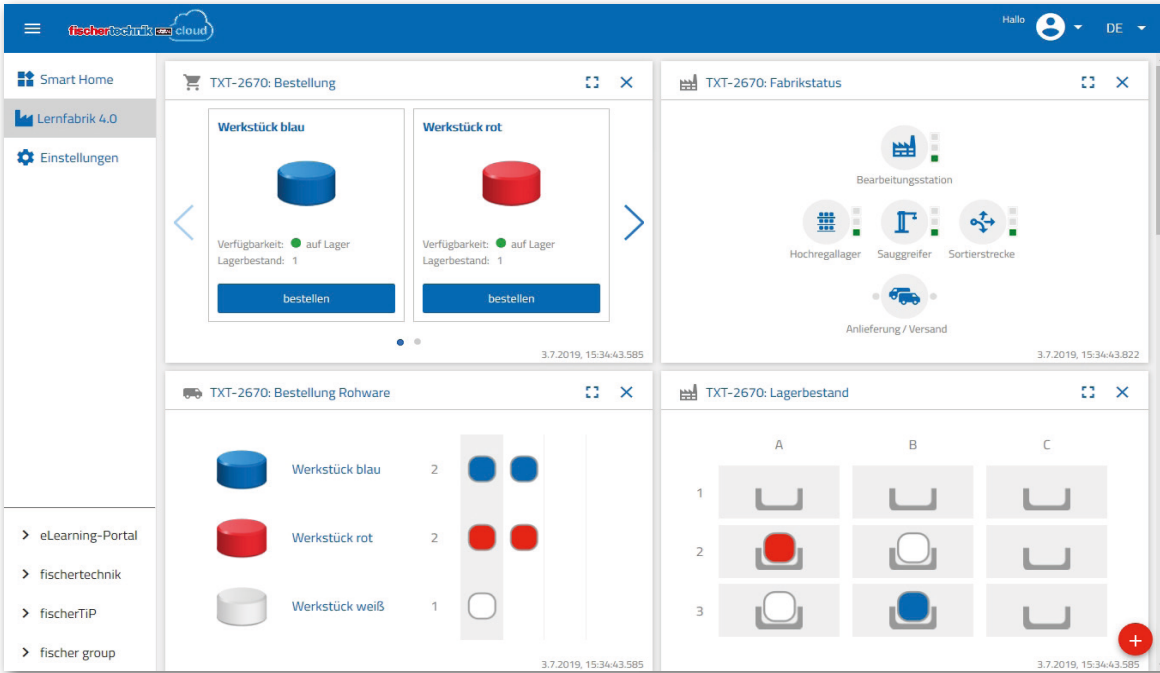 fischertechnik cloud
Hallo
DE
Smart Home
Lernfabrik 4.0
Einstellungen
eLearning-Portal
fischertechnik
fischerTiP
fischer group
TXT-2670: Bestellung
Werkstück blau
Verfügbarkeit: auf Lager
Lagerbestand: 1
bestellen
Werkstück rot
Verfügbarkeit: auf Lager
Lagerbestand: 1
bestellen
3.7.2019, 15:34:43.585
TXT-2670: Fabrikstatus
Bearbeitungsstation
Hochregallager Sauggreifer Sortierstrecke
Anlieferung / Versand
3.7.2019, 15:34:43.822
TXT-2670: Bestellung Rohware
Werkstück blau 2
Werkstück rot 2
Werkstück weiß 1
3.7.2019, 15:34:43.585
TXT-2670: Lagerbestand
A B C
1
2
3
3.7.2019, 15:34:43.585